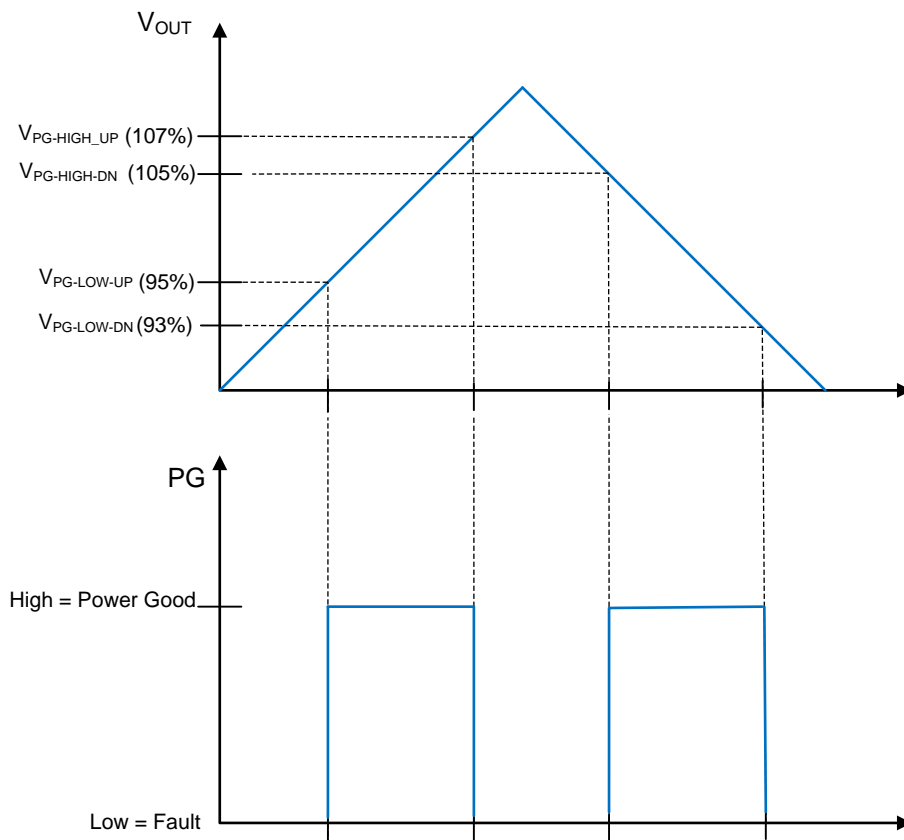 VOUT
VPG-HIGH_UP (107%)
VPG-HIGH-DN (105%)
VPG-LOW-UP (95%)
VPG-LOW-DN (93%)
PG
High = Power Good
Low = Fault